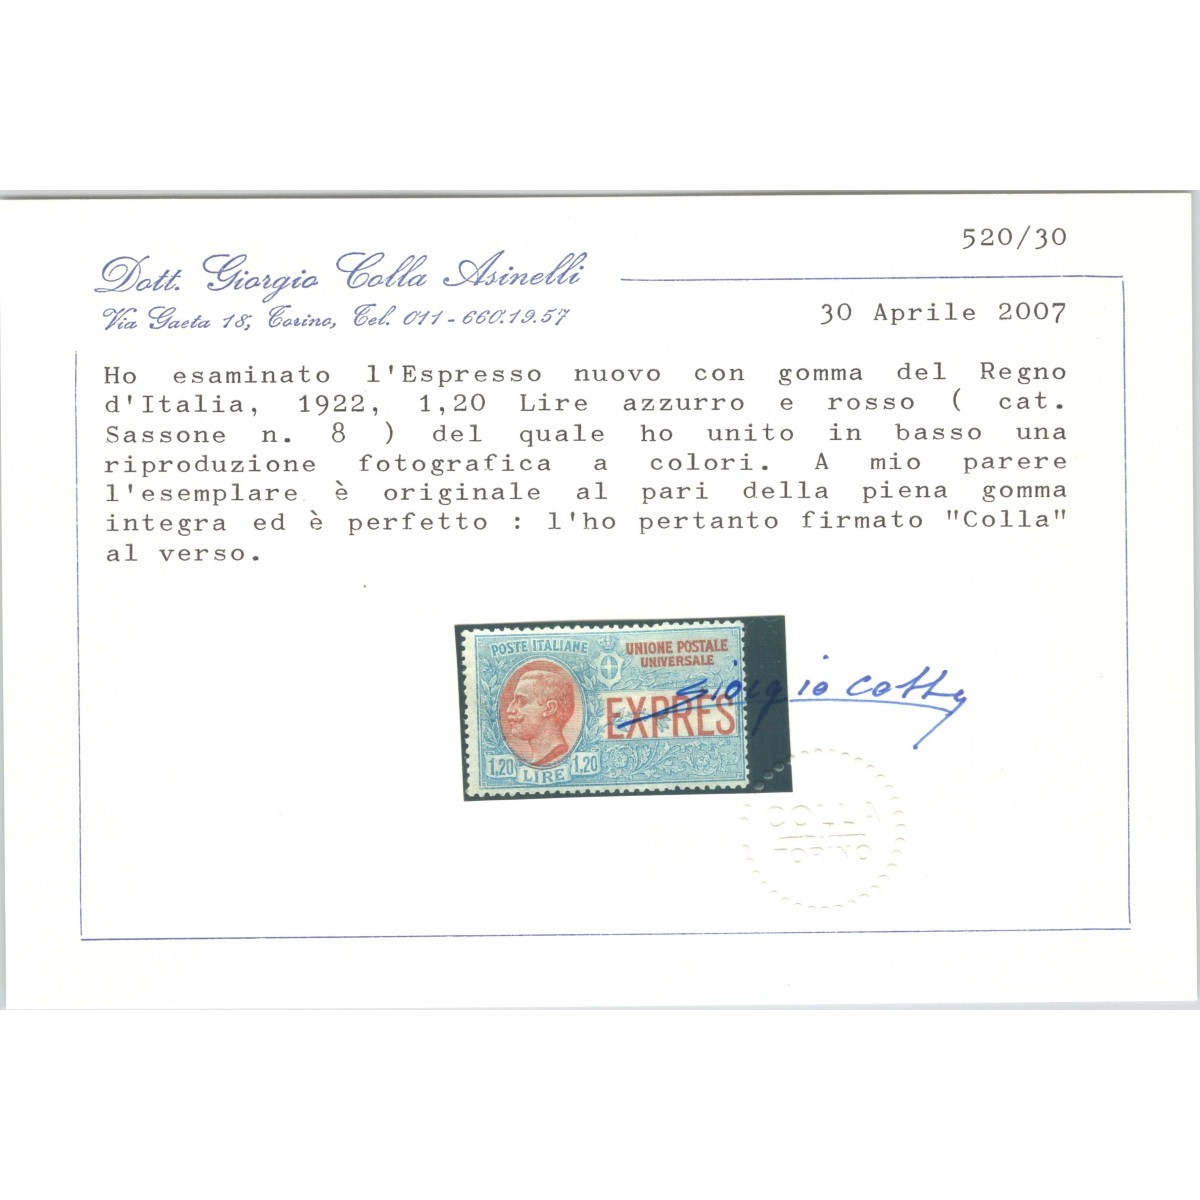 520/30
Dott. Giorgio Colla Asinelli
Via Gaeta 18, Torino, Tel. 011-660.19.57
30 Aprile 2007
Ho esaminato l'Espresso nuovo con gomma del Regno
d'Italia, 1922, 1,20 Lire azzurro e rosso ( cat.
Sassone n. 8 ) del quale ho unito in basso una
riproduzione fotografica a colori. A mio parere
l'esemplare è originale al pari della piena gomma
integra ed è perfetto : l'ho pertanto firmato "Colla"
al verso.
POSTE ITALIANE
UNIONE POSTALE
UNIVERSALE
EXPRES
1,20 LIRE 1,20
Giorgio Colla
COLLA
TORINO